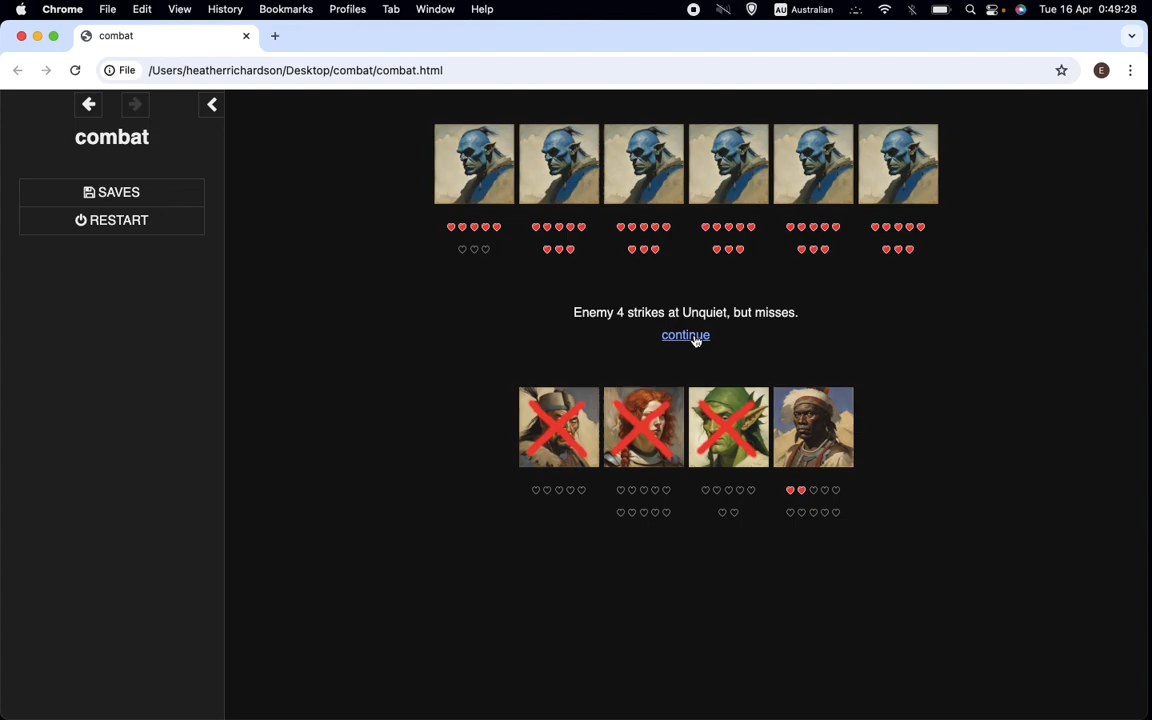 Chrome File Edit View History Bookmarks Profiles Tab Window Help AU Australian Tue 16 Apr 0:49:28
combat
File /Users/heatherrichardson/Desktop/combat/combat.html E
combat
SAVES
RESTART
Enemy 4 strikes at Unquiet, but misses.
continue